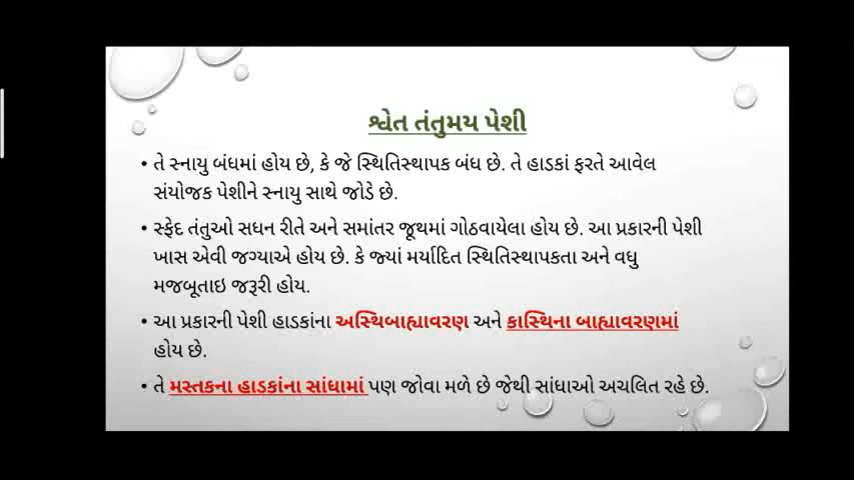 શ્વેત તંતુમય પેશી
• તે સ્નાયુ બંધમાં હોય છે, કે જે સ્થિતિસ્થાપક બંધ છે. તે હાડકાં ફરતે આવેલ
સંયોજક પેશીને સ્નાયુ સાથે જોડે છે.
• સ્ફેદ તંતુઓ સધન રીતે અને સમાંતર જૂથમાં ગોઠવાયેલા હોય છે. આ પ્રકારની પેશી
ખાસ એવી જગ્યાએ હોય છે. કે જ્યાં મર્યાદિત સ્થિતિસ્થાપકતા અને વધુ
મજબૂતાઇ જરૂરી હોય.
• આ પ્રકારની પેશી હાડકાંના અસ્થિબાહ્યાવરણ અને કાસ્થિના બાહ્યાવરણમાં
હોય છે.
• તે મસ્તકના હાડકાંના સાંધામાં પણ જોવા મળે છે જેથી સાંધાઓ અચલિત રહે છે.